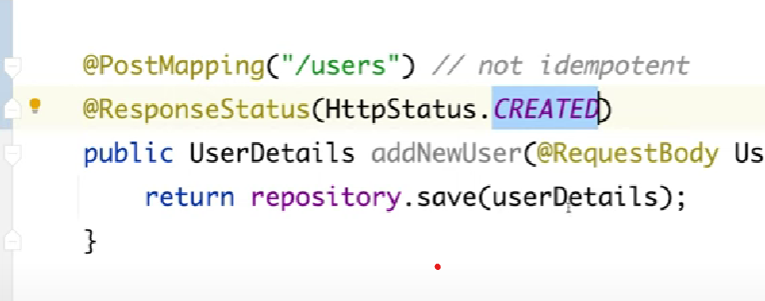 @PostMapping("/users") // not idempotent
@ResponseStatus(HttpStatus.CREATED)
public UserDetails addNewUser(@RequestBody Us
return repository.save(userDetails);
}